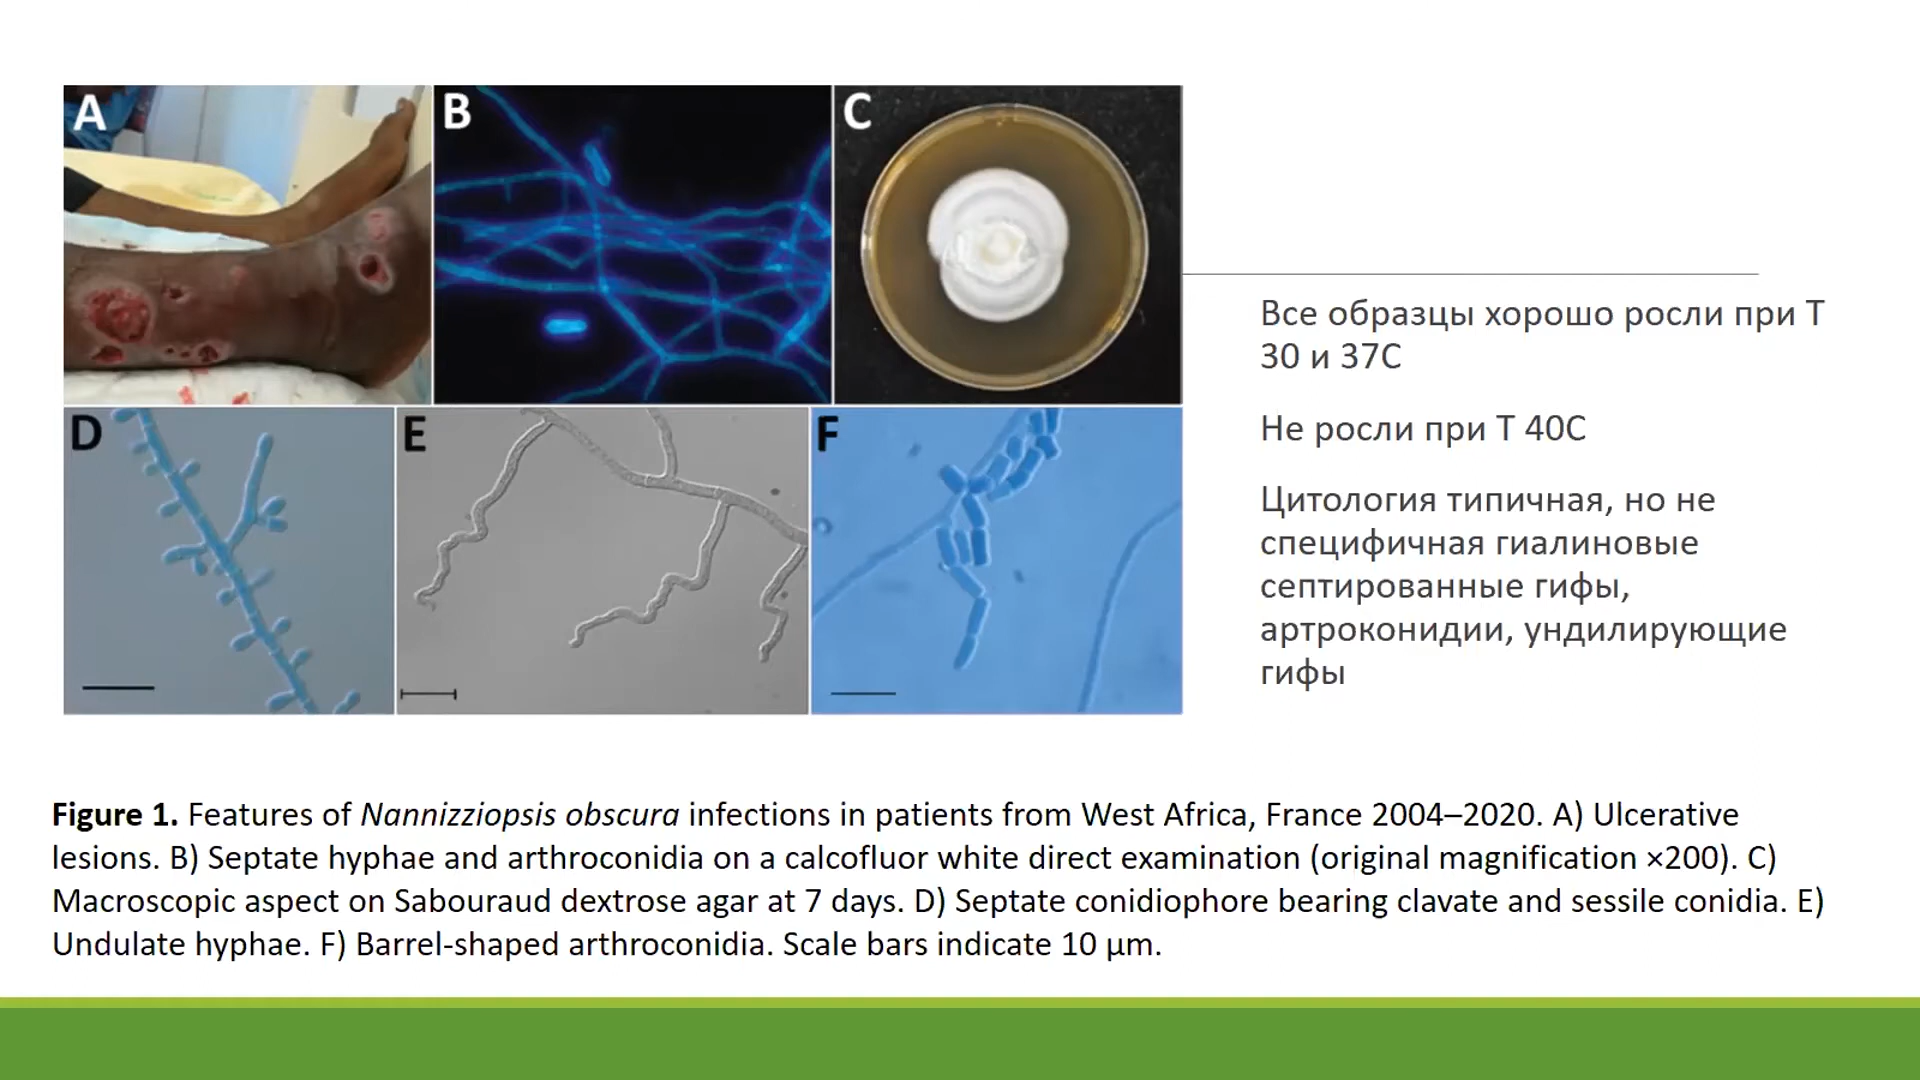 A
B
C
D
E
F
Все образцы хорошо росли при Т
30 и 37С
Не росли при Т 40С
Цитология типичная, но не
специфичная гиалиновые
септированные гифы,
артроконидии, ундилирующие
гифы
Figure 1. Features of Nannizziopsis obscura infections in patients from West Africa, France 2004–2020. A) Ulcerative
lesions. B) Septate hyphae and arthroconidia on a calcofluor white direct examination (original magnification ×200). C)
Macroscopic aspect on Sabouraud dextrose agar at 7 days. D) Septate conidiophore bearing clavate and sessile conidia. E)
Undulate hyphae. F) Barrel-shaped arthroconidia. Scale bars indicate 10 μm.